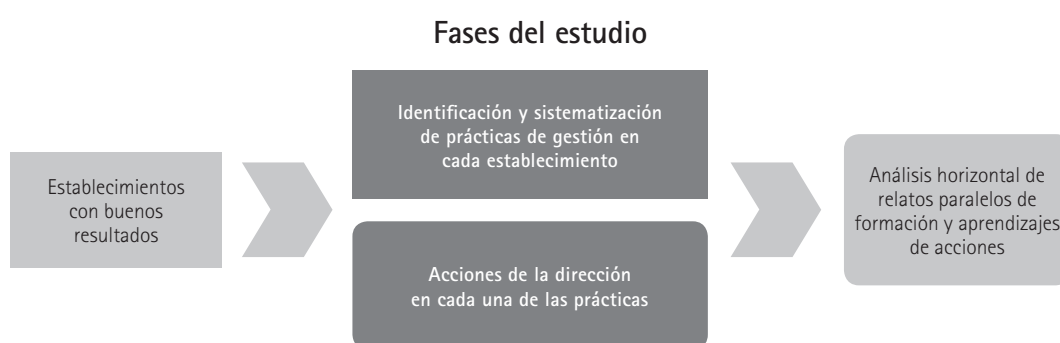 Fases del estudio
Establecimientos
con buenos
resultados
Identificación y sistematización
de prácticas de gestión en
cada establecimiento
Acciones de la dirección
en cada una de las prácticas
Análisis horizontal de
relatos paralelos de
formación y aprendizajes
de acciones